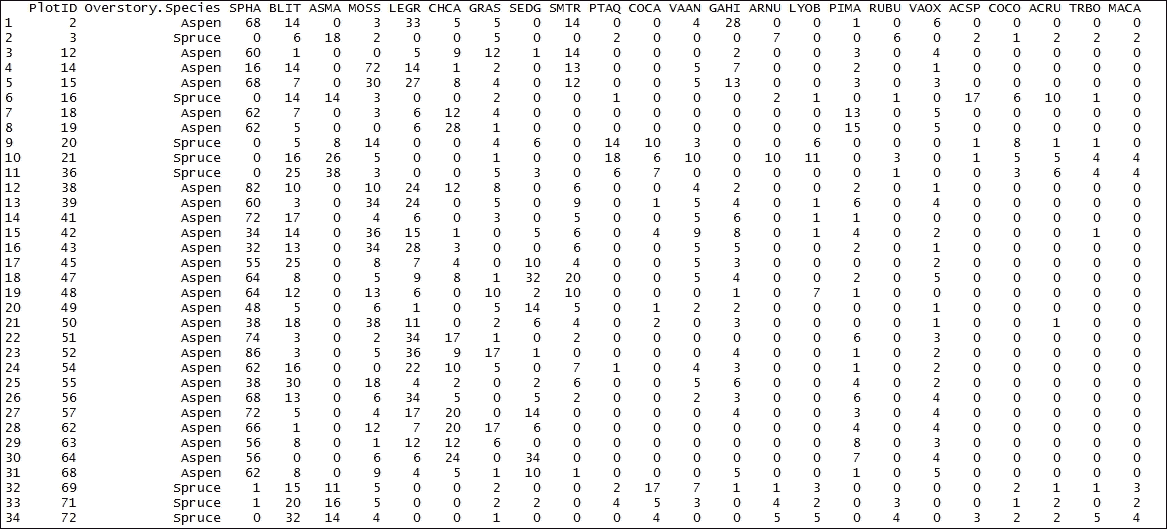 PlotID Overstory.Species SPHA BLIT ASMA MOSS LEGR CHCA GRAS SEDG SMTR PTAQ COCA VAAN GAHI ARNU LYOB PIMA RUBU VAOX ACSP COCO ACRU TRBO MACA
1 2 Aspen 68 14 0 3 33 5 5 0 14 0 0 4 28 0 0 1 0 6 0 0 0 0 0
2 3 Spruce 0 6 18 2 0 0 5 0 0 2 0 0 0 7 0 0 6 0 2 1 2 2 2
3 12 Aspen 60 1 0 0 5 9 12 1 14 0 0 0 2 0 0 3 0 4 0 0 0 0 0
4 14 Aspen 16 14 0 72 14 1 2 0 13 0 0 5 7 0 0 2 0 1 0 0 0 0 0
5 15 Aspen 68 7 0 30 27 8 4 0 12 0 0 5 13 0 0 3 0 3 0 0 0 0 0
6 16 Spruce 0 14 14 3 0 0 2 0 0 1 0 0 0 2 1 0 1 0 17 6 10 1 0
7 18 Aspen 62 7 0 3 6 12 4 0 0 0 0 0 0 0 0 13 0 5 0 0 0 0 0
8 19 Aspen 62 5 0 0 6 28 1 0 0 0 0 0 0 0 0 15 0 5 0 0 0 0 0
9 20 Spruce 0 5 8 14 0 0 4 6 0 14 10 3 0 0 6 0 0 0 1 8 1 1 0
10 21 Spruce 0 16 26 5 0 0 1 0 0 18 6 10 0 10 11 0 3 0 1 5 5 4 4
11 36 Spruce 0 25 38 3 0 0 5 3 0 6 7 0 0 0 0 0 1 0 0 3 6 4 4
12 38 Aspen 82 10 0 10 24 12 8 0 6 0 0 4 2 0 0 2 0 1 0 0 0 0 0
13 39 Aspen 60 3 0 34 24 0 5 0 9 0 1 5 4 0 1 6 0 4 0 0 0 0 0
14 41 Aspen 72 17 0 4 6 0 3 0 5 0 0 5 6 0 1 1 0 0 0 0 0 0 0
15 42 Aspen 34 14 0 36 15 1 0 5 6 0 4 9 8 0 1 4 0 2 0 0 0 1 0
16 43 Aspen 32 13 0 34 28 3 0 0 6 0 0 5 5 0 0 2 0 1 0 0 0 0 0
17 45 Aspen 55 25 0 8 7 4 0 10 4 0 0 5 3 0 0 0 0 2 0 0 0 0 0
18 47 Aspen 64 8 0 5 9 8 1 32 20 0 0 5 4 0 0 2 0 5 0 0 0 0 0
19 48 Aspen 64 12 0 13 6 0 10 2 10 0 0 0 1 0 7 1 0 0 0 0 0 0 0
20 49 Aspen 48 5 0 6 1 0 5 14 5 0 1 2 2 0 0 0 0 1 0 0 0 0 0
21 50 Aspen 38 18 0 38 11 0 2 6 4 0 2 0 3 0 0 0 0 1 0 0 1 0 0
22 51 Aspen 74 3 0 2 34 17 1 0 2 0 0 0 0 0 0 6 0 3 0 0 0 0 0
23 52 Aspen 86 3 0 5 36 9 17 1 0 0 0 0 4 0 0 1 0 2 0 0 0 0 0
24 54 Aspen 62 16 0 0 22 10 5 0 7 1 0 4 3 0 0 1 0 2 0 0 0 0 0
25 55 Aspen 38 30 0 18 4 2 0 2 6 0 0 5 6 0 0 4 0 2 0 0 0 0 0
26 56 Aspen 68 13 0 6 34 5 0 5 2 0 0 2 3 0 0 6 0 4 0 0 0 0 0
27 57 Aspen 72 5 0 4 17 20 0 14 0 0 0 0 4 0 0 3 0 4 0 0 0 0 0
28 62 Aspen 66 1 0 12 7 20 17 6 0 0 0 0 0 0 0 4 0 4 0 0 0 0 0
29 63 Aspen 56 8 0 1 12 12 6 0 0 0 0 0 0 0 0 8 0 3 0 0 0 0 0
30 64 Aspen 56 0 0 6 6 24 0 34 0 0 0 0 0 0 0 7 0 4 0 0 0 0 0
31 68 Aspen 62 8 0 9 4 5 1 10 1 0 0 0 5 0 0 1 0 5 0 0 0 0 0
32 69 Spruce 1 15 11 5 0 0 2 0 0 2 17 7 1 1 3 0 0 0 0 2 1 1 3
33 71 Spruce 1 20 16 5 0 0 2 2 0 4 5 3 0 4 2 0 3 0 0 1 2 0 2
34 72 Spruce 0 32 14 4 0 0 1 0 0 0 4 0 0 5 5 0 4 0 3 2 2 5 4